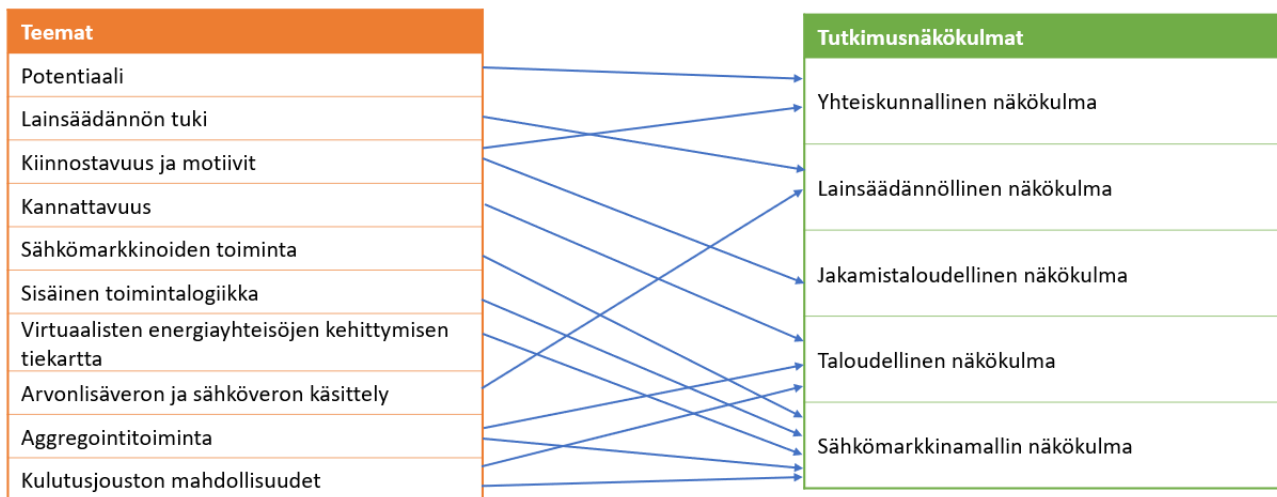 Teemat
Potentiaali
Lainsäädännön tuki
Kiinnostavuus ja motiivit
Kannattavuus
Sähkömarkkinoiden toiminta
Sisäinen toimintalogiikka
Virtuaalisten energiayhteisöjen kehittymisen
tiekartta
Arvonlisäveron ja sähköveron käsittely
Aggregointitoiminta
Kulutusjouston mahdollisuudet
Tutkimusnäkökulmat
Yhteiskunnallinen näkökulma
Lainsäädännöllinen näkökulma
Jakamistaloudellinen näkökulma
Taloudellinen näkökulma
Sähkömarkkinamallin näkökulma